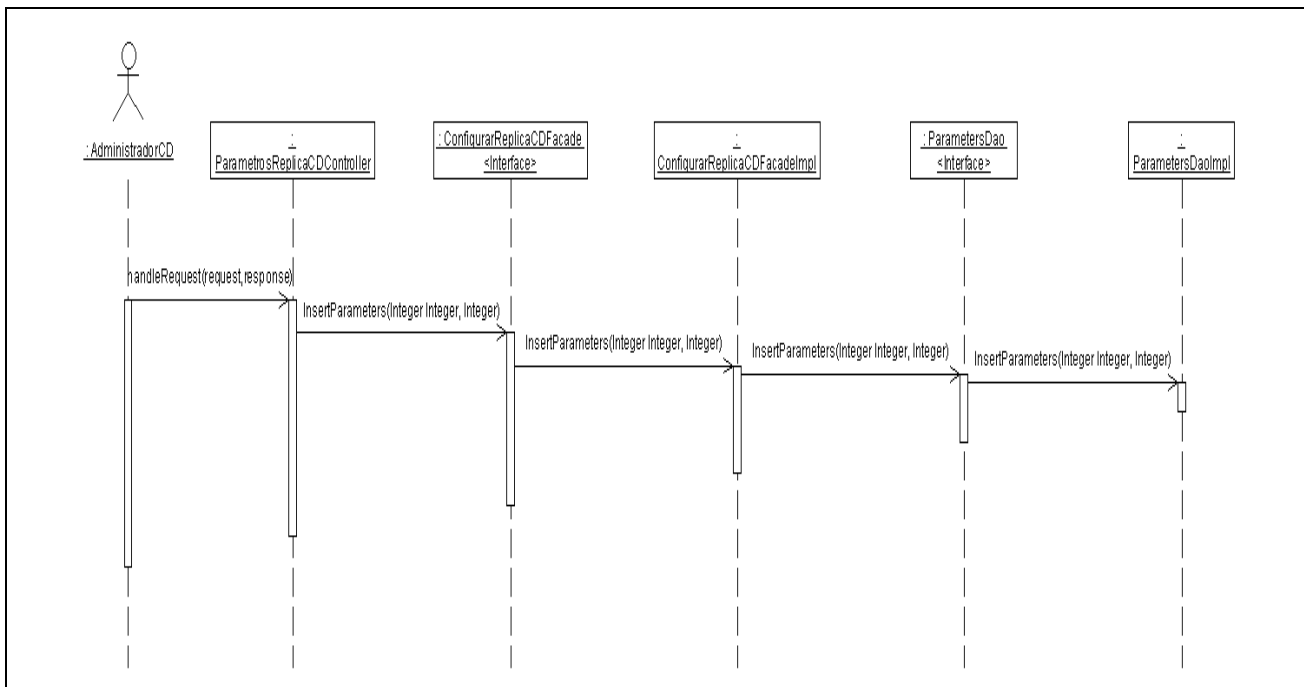 : AdministradorCD
:
ParametrosReplicaCDController
: ConfigurarReplicaCDFacade
<Interface>
:
ConfigurarReplicaCDFacadeImpl
: ParametersDao
<Interface>
:
ParametersDaoImpl
handleRequest(request,response)
InsertParameters(Integer Integer, Integer)
InsertParameters(Integer Integer, Integer)
InsertParameters(Integer Integer, Integer)
InsertParameters(Integer Integer, Integer)